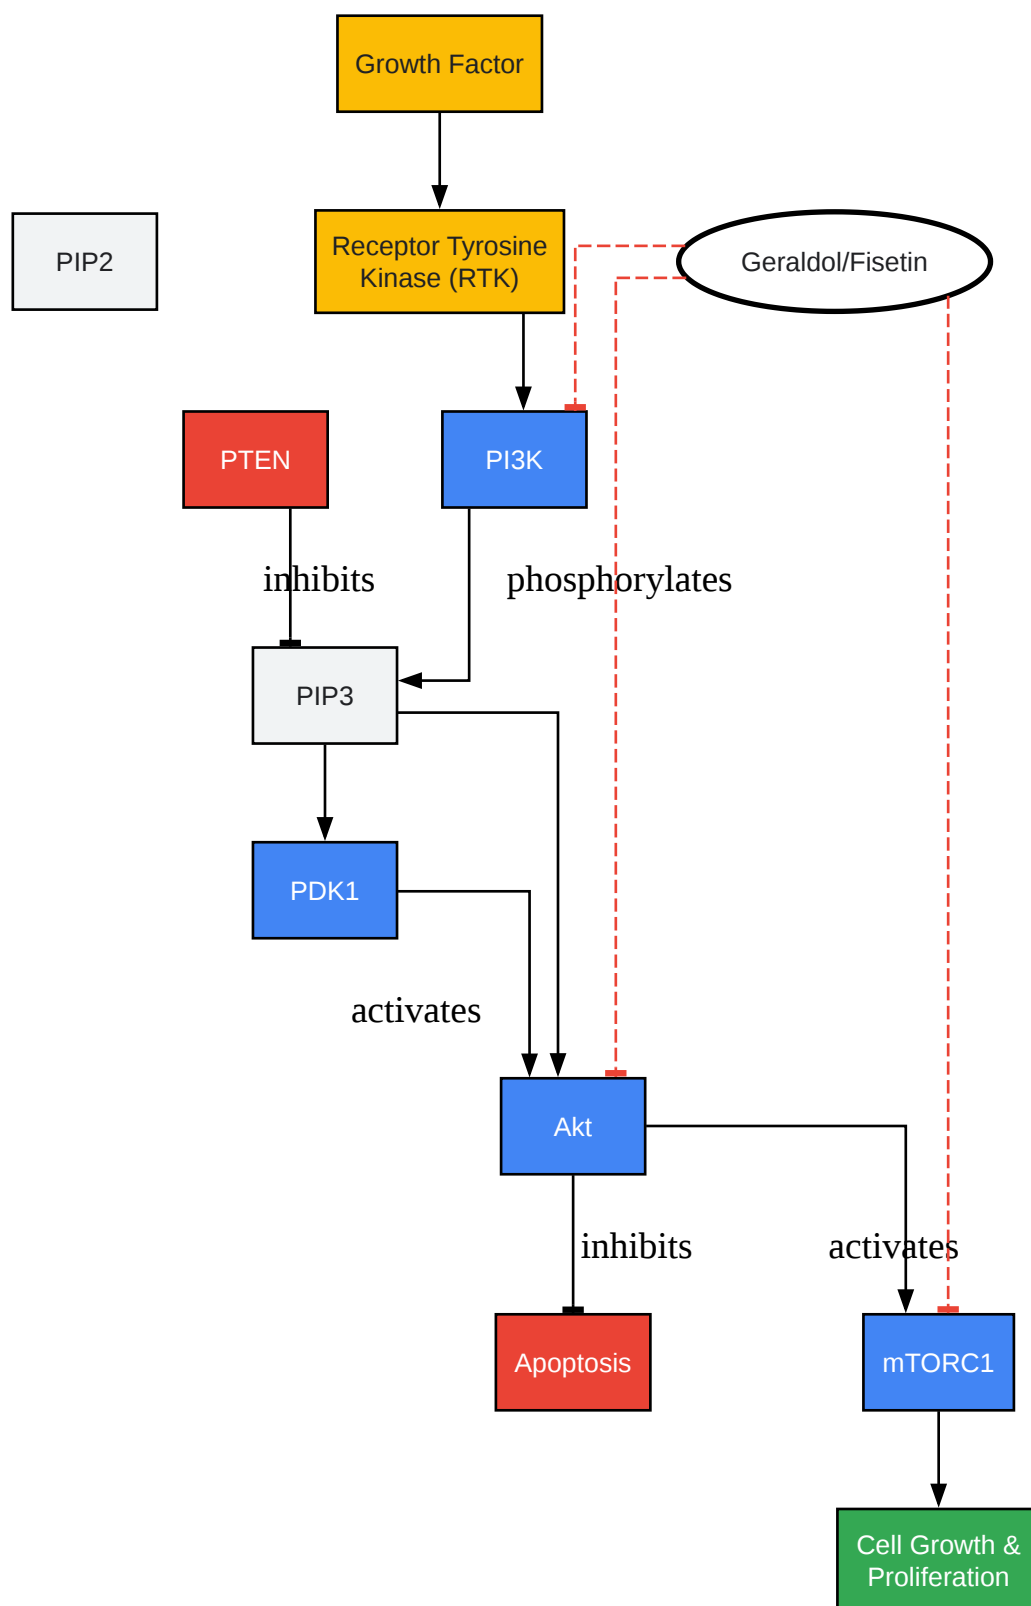 Growth Factor
PIP2
Receptor Tyrosine
Kinase (RTK)
Geraldol/Fisetin
PTEN
PI3K
inhibits
phosphorylates
PIP3
PDK1
activates
Akt
inhibits
activates
Apoptosis
mTORC1
Cell Growth &
Proliferation